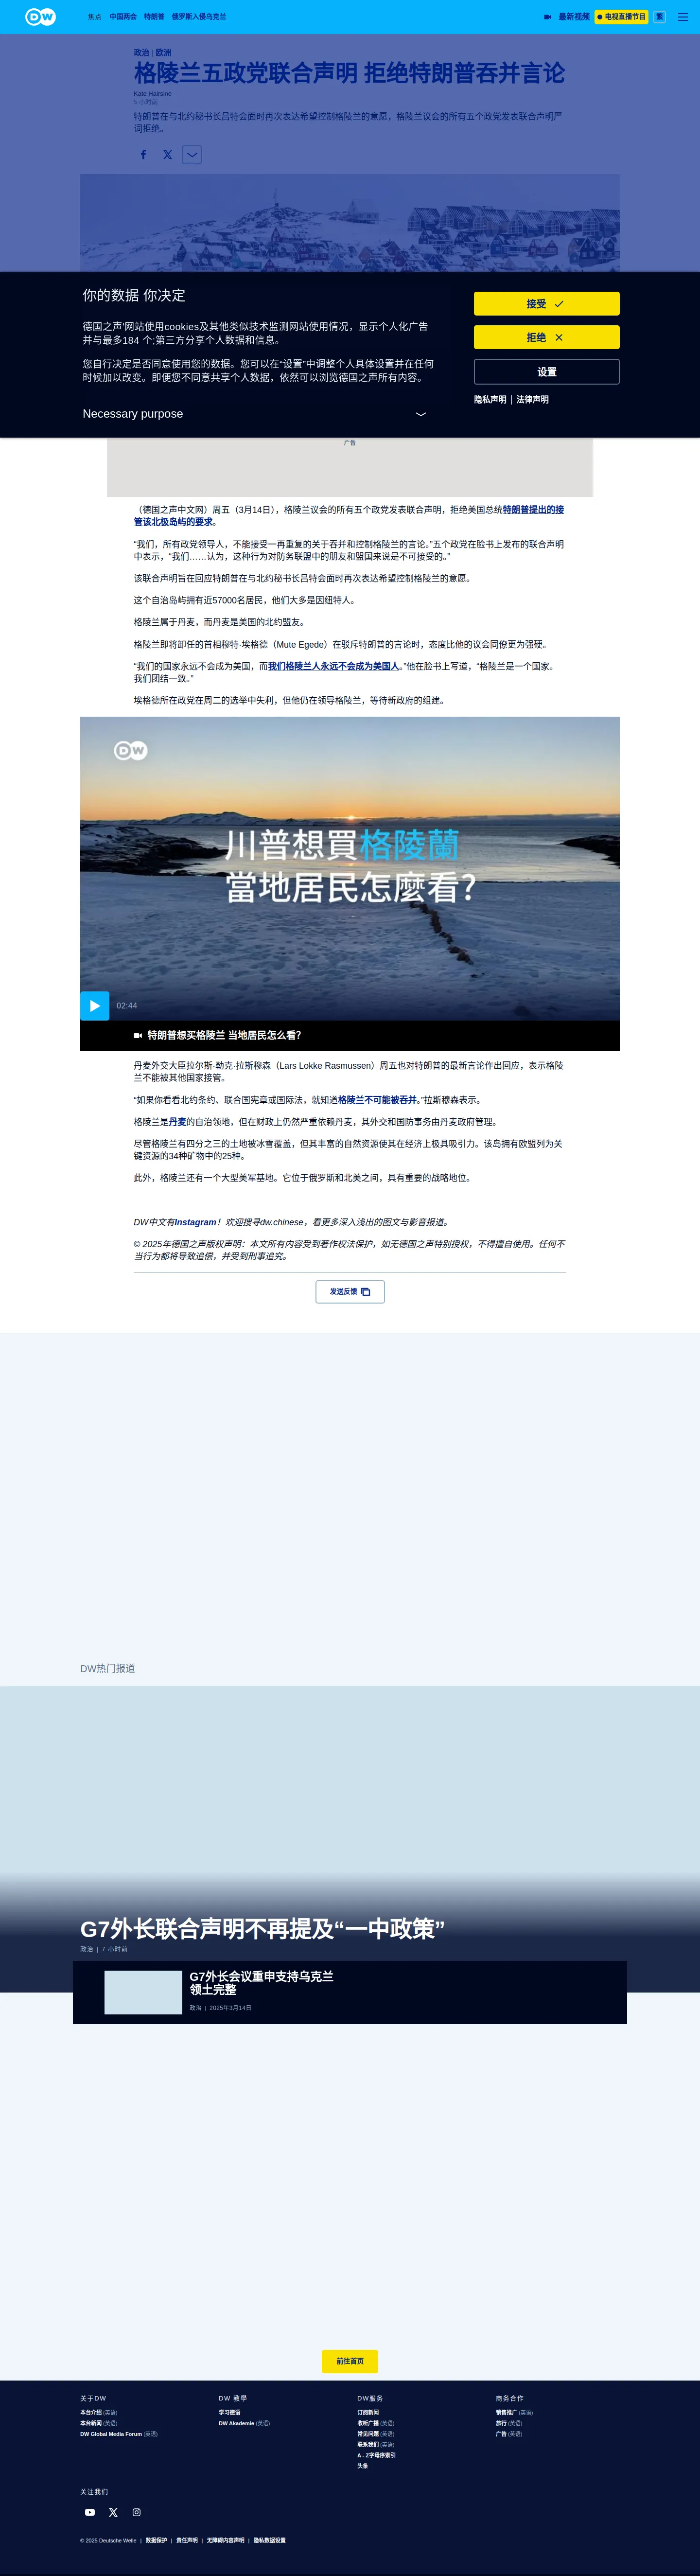 DW
焦点 中国两会 特朗普 俄罗斯入侵乌克兰
最新视频 电视直播节目 繁
政治 | 欧洲
格陵兰五政党联合声明 拒绝特朗普吞并言论
Kate Hairsine
5 小时前
特朗普在与北约秘书长吕特会面时再次表达希望控制格陵兰的意愿，格陵兰议会的所有五个政党发表联合声明严
词拒绝。
你的数据 你决定
德国之声'网站使用cookies及其他类似技术监测网站使用情况，显示个人化广告
并与最多184 个;第三方分享个人数据和信息。
您自行决定是否同意使用您的数据。您可以在“设置”中调整个人具体设置并在任何
时候加以改变。即便您不同意共享个人数据，依然可以浏览德国之声所有内容。
Necessary purpose
接受
拒绝
设置
隐私声明 | 法律声明
广告
（德国之声中文网）周五（3月14日），格陵兰议会的所有五个政党发表联合声明，拒绝美国总统特朗普提出的接
管该北极岛屿的要求。
“我们，所有政党领导人，不能接受一再重复的关于吞并和控制格陵兰的言论。”五个政党在脸书上发布的联合声明
中表示，“我们……认为，这种行为对防务联盟中的朋友和盟国来说是不可接受的。”
该联合声明旨在回应特朗普在与北约秘书长吕特会面时再次表达希望控制格陵兰的意愿。
这个自治岛屿拥有近57000名居民，他们大多是因纽特人。
格陵兰属于丹麦，而丹麦是美国的北约盟友。
格陵兰即将卸任的首相穆特·埃格德（Mute Egede）在驳斥特朗普的言论时，态度比他的议会同僚更为强硬。
“我们的国家永远不会成为美国，而我们格陵兰人永远不会成为美国人。”他在脸书上写道，“格陵兰是一个国家。
我们团结一致。”
埃格德所在政党在周二的选举中失利，但他仍在领导格陵兰，等待新政府的组建。
DW
川普想買格陵蘭
當地居民怎麼看?
02:44
特朗普想买格陵兰 当地居民怎么看?
丹麦外交大臣拉尔斯·勒克·拉斯穆森（Lars Lokke Rasmussen）周五也对特朗普的最新言论作出回应，表示格陵
兰不能被其他国家接管。
“如果你看看北约条约、联合国宪章或国际法，就知道格陵兰不可能被吞并。”拉斯穆森表示。
格陵兰是丹麦的自治领地，但在财政上仍然严重依赖丹麦，其外交和国防事务由丹麦政府管理。
尽管格陵兰有四分之三的土地被冰雪覆盖，但其丰富的自然资源使其在经济上极具吸引力。该岛拥有欧盟列为关
键资源的34种矿物中的25种。
此外，格陵兰还有一个大型美军基地。它位于俄罗斯和北美之间，具有重要的战略地位。
DW中文有Instagram！欢迎搜寻dw.chinese，看更多深入浅出的图文与影音报道。
© 2025年德国之声版权声明：本文所有内容受到著作权法保护，如无德国之声特别授权，不得擅自使用。任何不
当行为都将导致追偿，并受到刑事追究。
发送反馈
DW热门报道
G7外长联合声明不再提及“一中政策”
政治 | 7 小时前
G7外长会议重申支持乌克兰
领土完整
政治 | 2025年3月14日
前往首页
关于DW DW 教學 DW服务 商务合作
本台介绍 (英语) 学习德语 订阅新闻 销售推广 (英语)
本台新闻 (英语) DW Akademie (英语) 收听广播 (英语) 旅行 (英语)
DW Global Media Forum (英语) 常见问题 (英语) 广告 (英语)
联系我们 (英语)
A - Z字母序索引
头条
关注我们
© 2025 Deutsche Welle | 数据保护 | 责任声明 | 无障碍内容声明 | 隐私数据设置